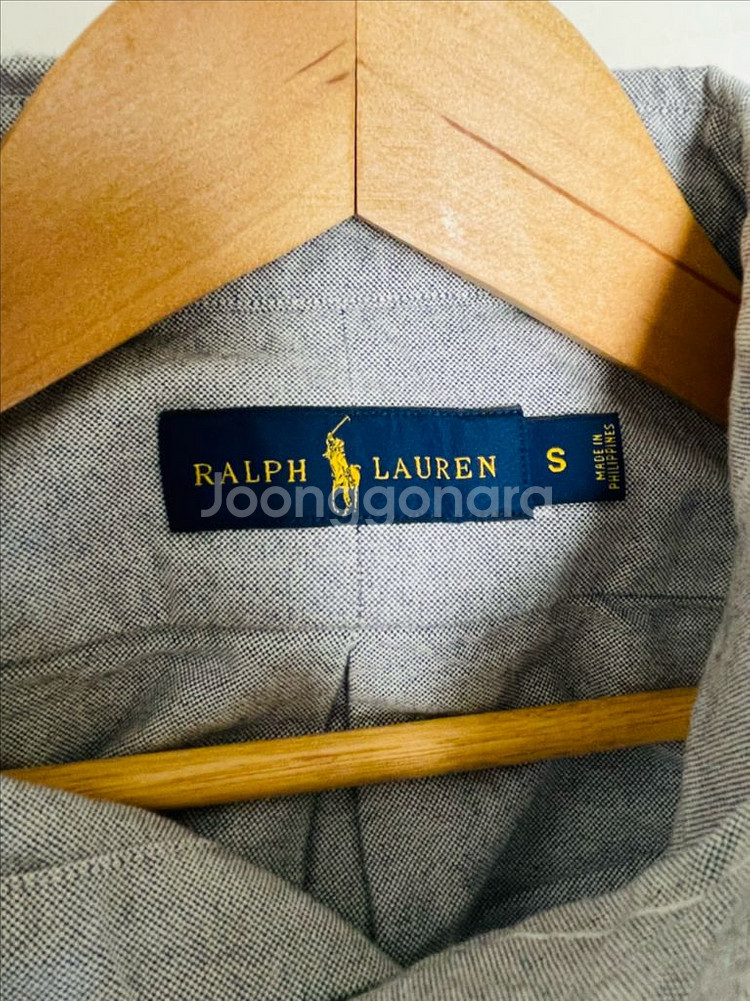 RALPH LAUREN
S
MADE IN
PHILIPPINES
Joonggonara